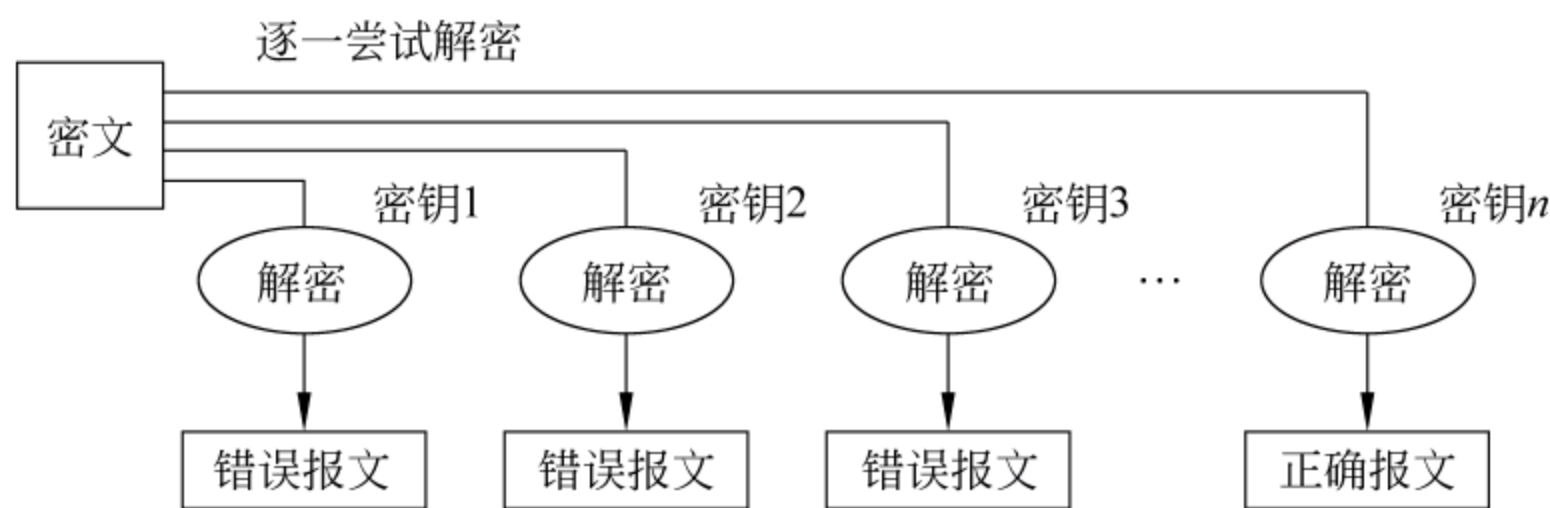 逐一尝试解密
密文
密钥1 密钥2 密钥3 密钥n
解密 解密 解密 … 解密
错误报文 错误报文 错误报文 正确报文